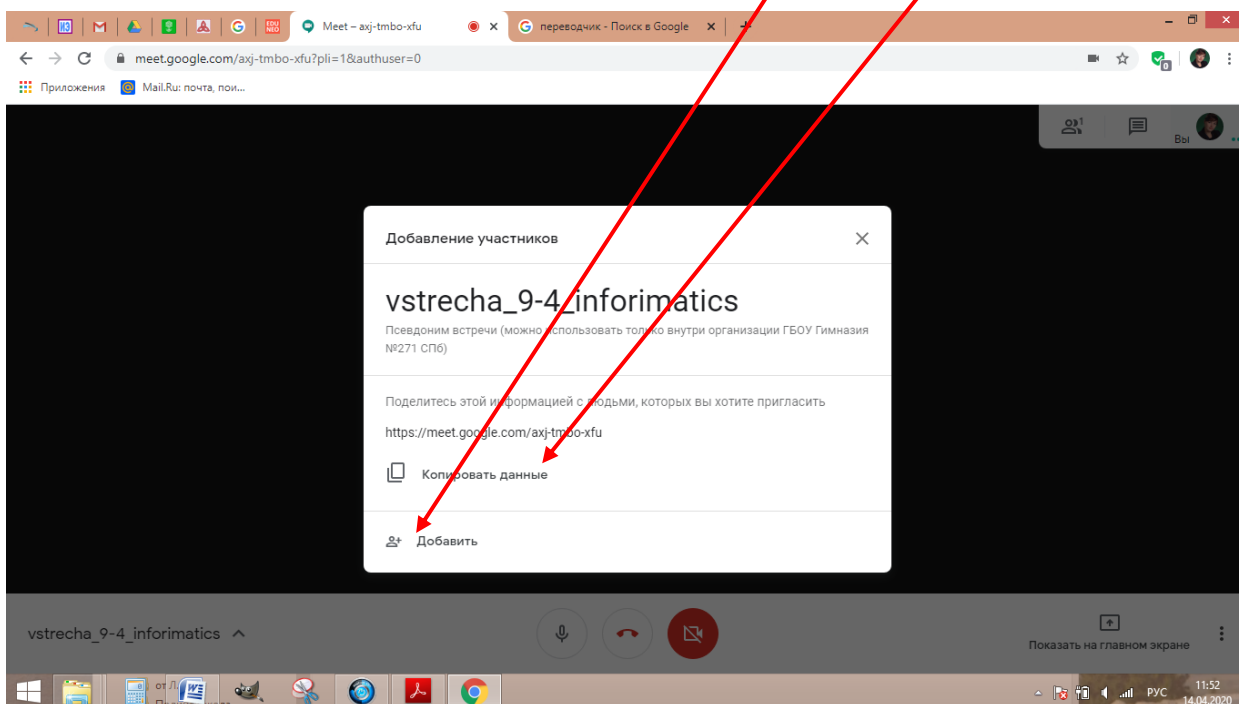 Meet – axj-tmbo-xfu
переводчик - Поиск в Google
meet.google.com/axj-tmbo-xfu?pli=1&authuser=0
Приложения
Mail.Ru: почта, пои...
1
Вы
Добавление участников
vstrecha_9-4_inforimatics
Псевдоним встречи (можно использовать только внутри организации ГБОУ Гимназия
№271 СПб)
Поделитесь этой информацией с людьми, которых вы хотите пригласить
https://meet.google.com/axj-tmbo-xfu
Копировать данные
Добавить
vstrecha_9-4_inforimatics
Показать на главном экране
РУС
11:52
14.04.2020